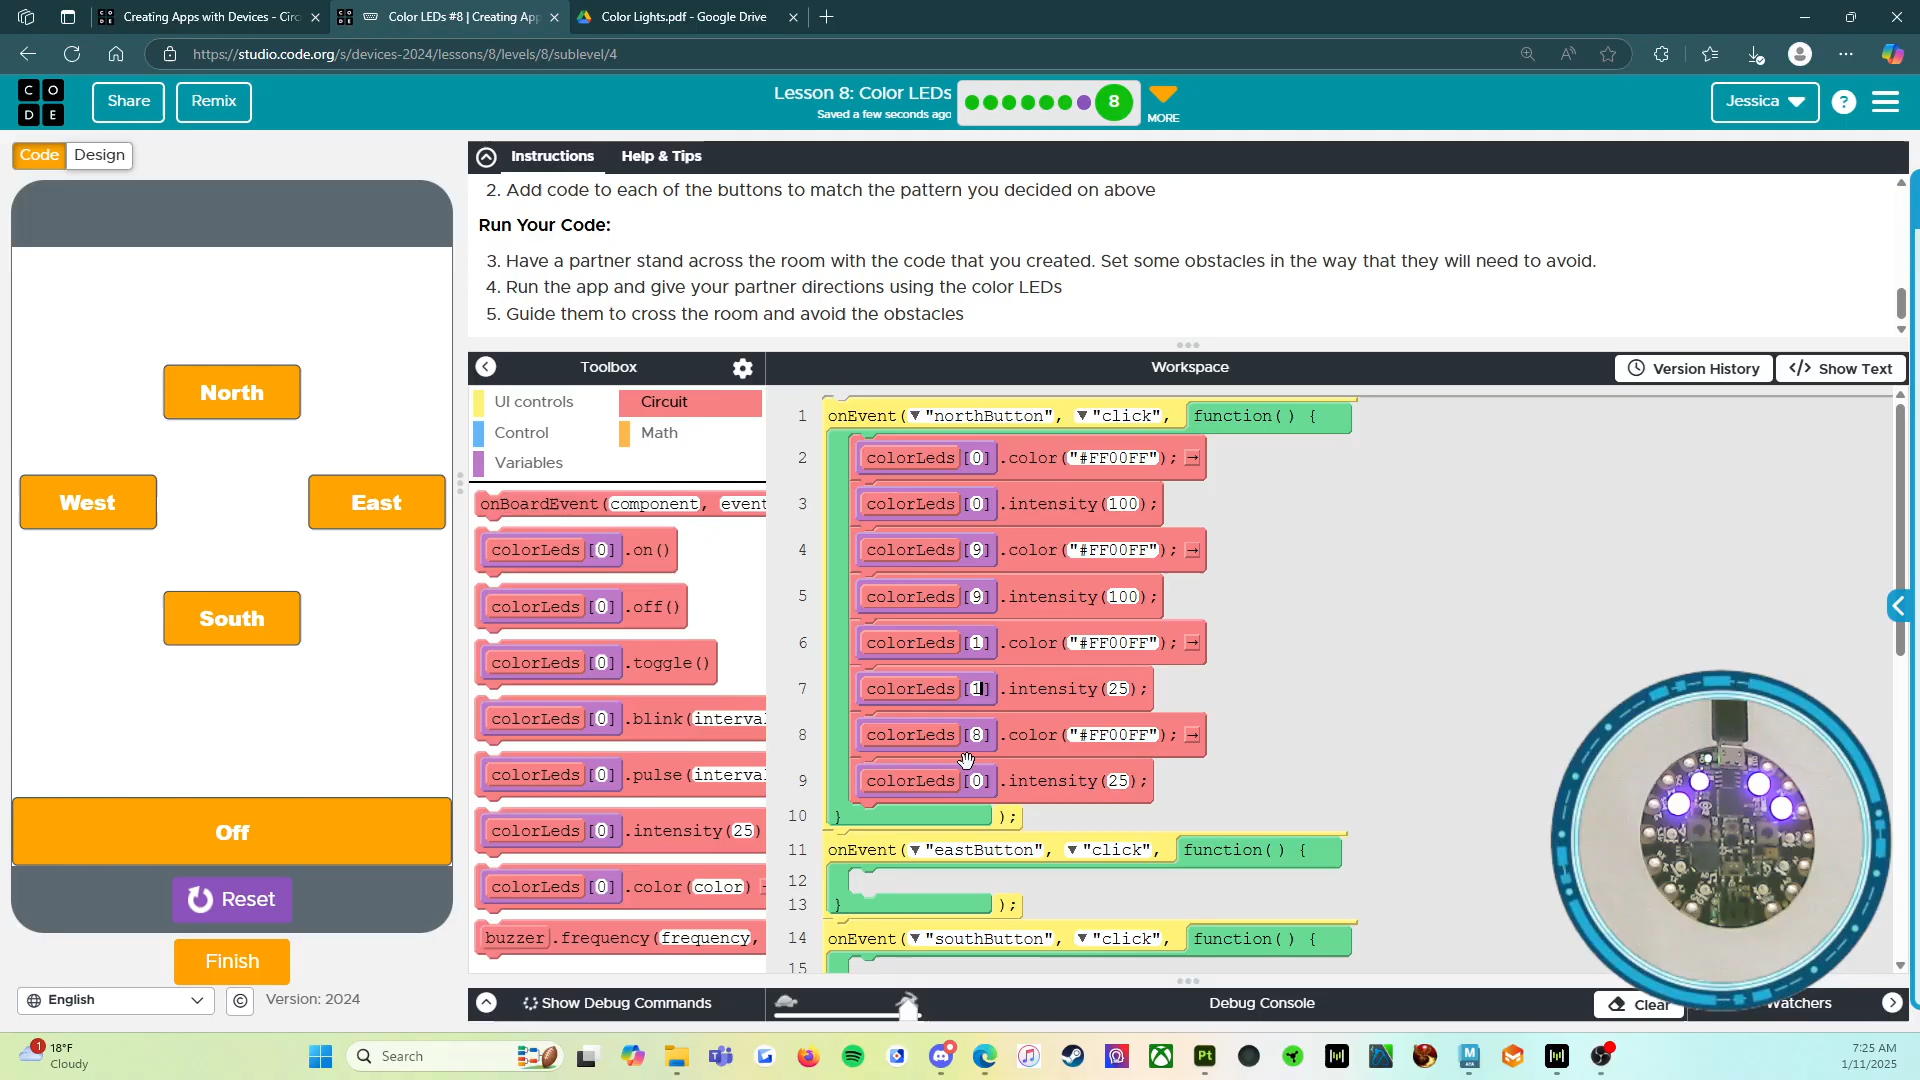 Creating Apps with Devices - Circ
Color LEDs #8 | Creating App
Color Lights.pdf - Google Drive
https://studio.code.org/s/devices-2024/lessons/8/levels/8/sublevel/4
C O
D E
Share
Remix
Lesson 8: Color LEDs
Saved a few seconds ago
8
MORE
Jessica
?
Code
Design
Instructions
Help & Tips
2. Add code to each of the buttons to match the pattern you decided on above
Run Your Code:
3. Have a partner stand across the room with the code that you created. Set some obstacles in the way that they will need to avoid.
4. Run the app and give your partner directions using the color LEDs
5. Guide them to cross the room and avoid the obstacles
North
West
East
South
Off
Reset
Finish
English
©
Version: 2024
Toolbox
Workspace
Version History
</> Show Text
UI controls
Circuit
Control
Math
Variables
onBoardEvent(component, event
colorLeds[0].on()
colorLeds[0].off()
colorLeds[0].toggle()
colorLeds[0].blink(interval
colorLeds[0].pulse(interval
colorLeds[0].intensity(25)
colorLeds[0].color(color)
buzzer.frequency(frequency,
1 onEvent(▼"northButton", ▼"click", function( ) {
2 colorLeds[0].color("#FF00FF"); →
3 colorLeds[0].intensity(100);
4 colorLeds[9].color("#FF00FF"); →
5 colorLeds[9].intensity(100);
6 colorLeds[1].color("#FF00FF"); →
7 colorLeds[1].intensity(25);
8 colorLeds[8].color("#FF00FF"); →
9 colorLeds[0].intensity(25);
10 } );
11 onEvent(▼"eastButton", ▼"click", function( ) {
12
13 } );
14 onEvent(▼"southButton", ▼"click", function( ) {
15
Show Debug Commands
Debug Console
Clear
Watchers
1
18°F
Cloudy
Search
7:25 AM
1/11/2025